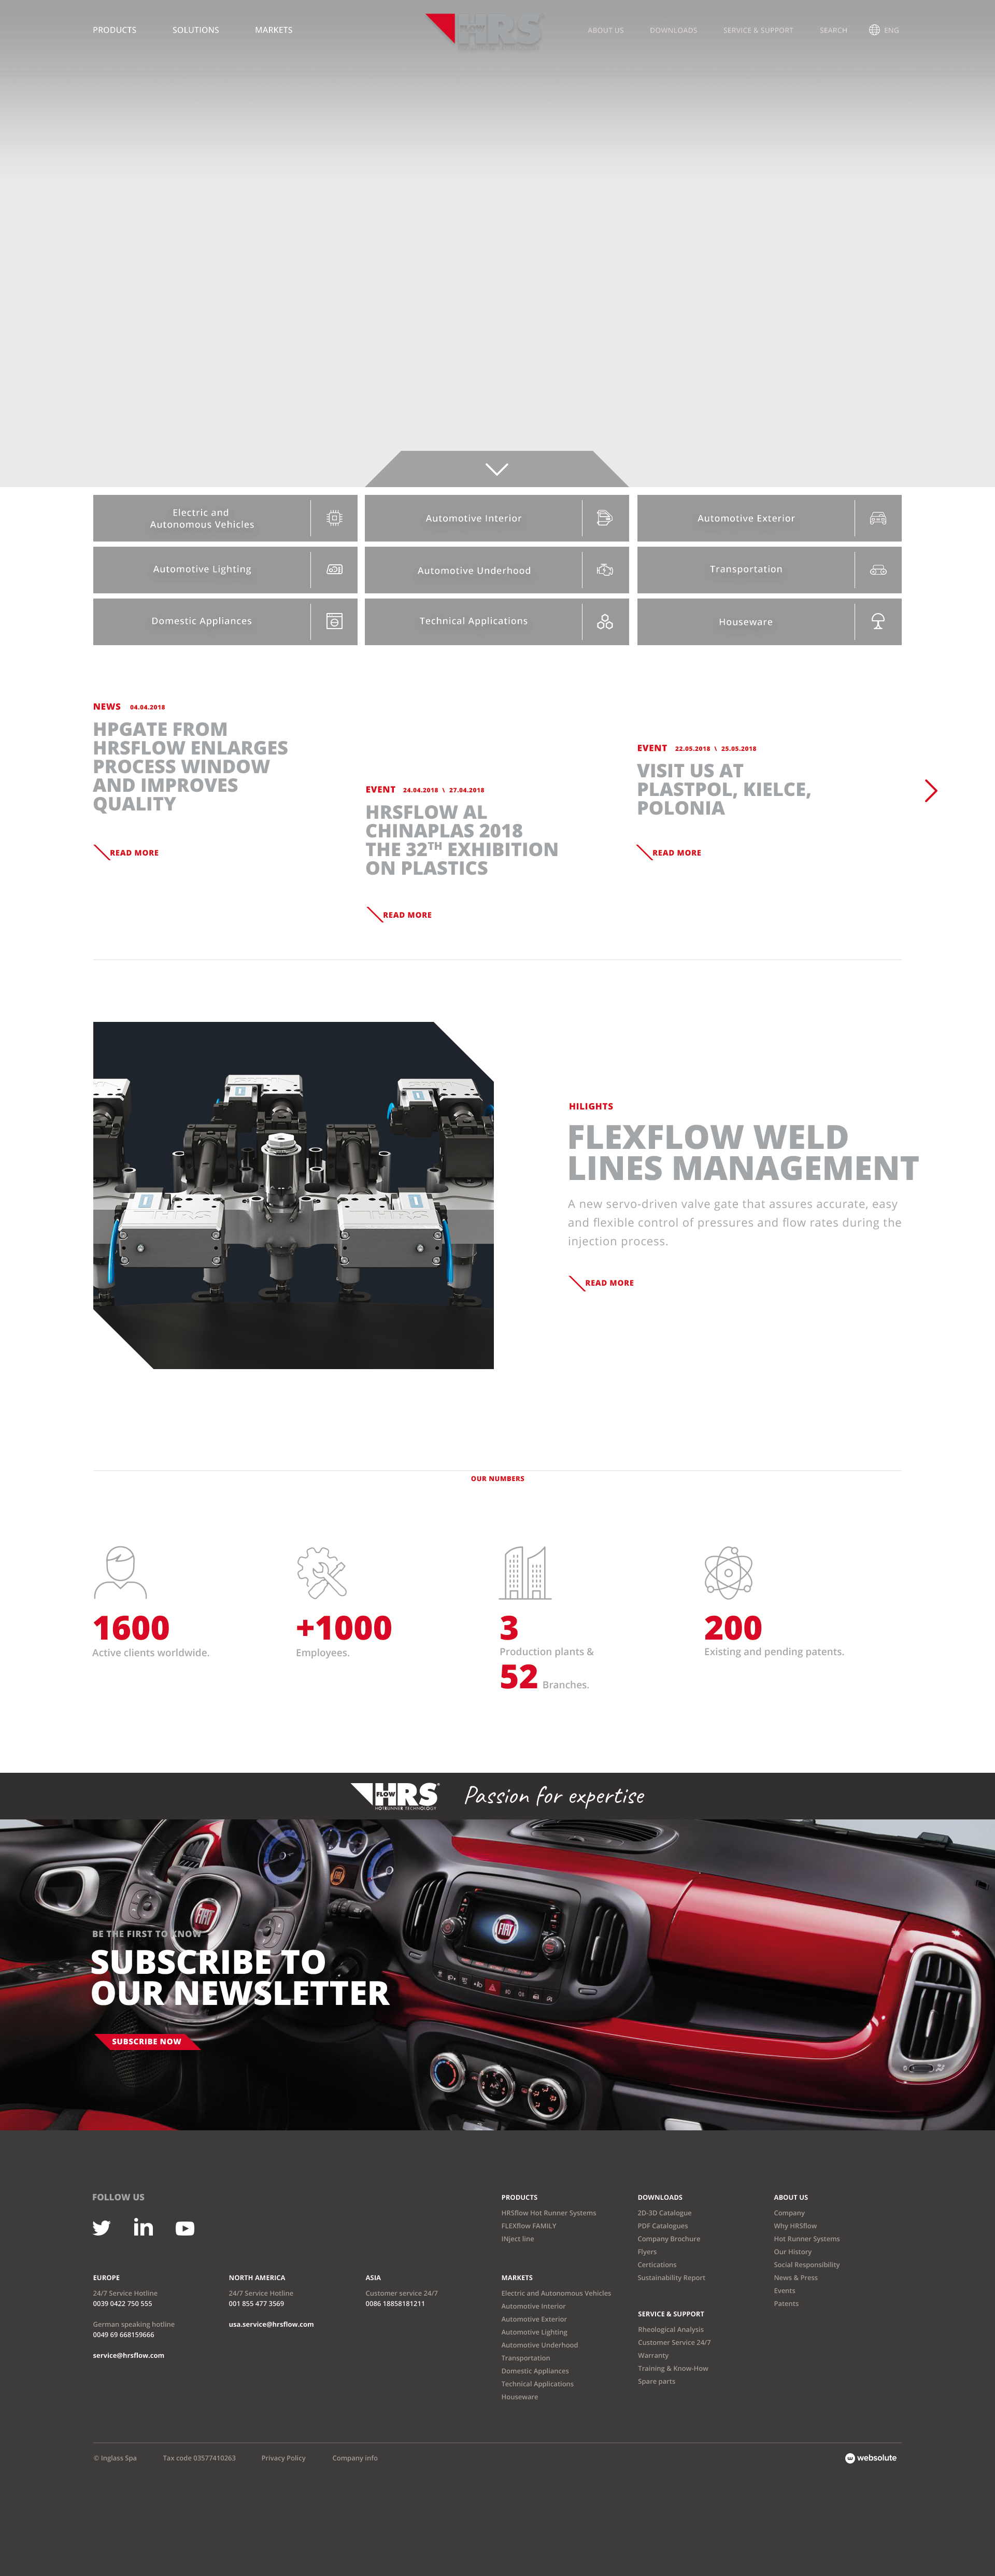 PRODUCTS SOLUTIONS MARKETS
FLOW HRS
ABOUT US DOWNLOADS SERVICE & SUPPORT SEARCH ENG
Electric and
Autonomous Vehicles
Automotive Interior
Automotive Exterior
Automotive Lighting
Automotive Underhood
Transportation
Domestic Appliances
Technical Applications
Houseware
NEWS 04.04.2018
HPGATE FROM
HRSFLOW ENLARGES
PROCESS WINDOW
AND IMPROVES
QUALITY
READ MORE
EVENT 24.04.2018 \ 27.04.2018
HRSFLOW AL
CHINAPLAS 2018
THE 32TH EXHIBITION
ON PLASTICS
READ MORE
EVENT 22.05.2018 \ 25.05.2018
VISIT US AT
PLASTPOL, KIELCE,
POLONIA
READ MORE
HRS
HRS
HILIGHTS
FLEXFLOW WELD
LINES MANAGEMENT
A new servo-driven valve gate that assures accurate, easy
and flexible control of pressures and flow rates during the
injection process.
READ MORE
OUR NUMBERS
1600
Active clients worldwide.
+1000
Employees.
3
Production plants &
52 Branches.
200
Existing and pending patents.
FLOW HRS
HOTRUNNER TECHNOLOGY
Passion for expertise
FIAT
FIAT
A/C
BE THE FIRST TO KNOW
SUBSCRIBE TO
OUR NEWSLETTER
SUBSCRIBE NOW
FOLLOW US
in
EUROPE
24/7 Service Hotline
0039 0422 750 555
German speaking hotline
0049 69 668159666
service@hrsflow.com
NORTH AMERICA
24/7 Service Hotline
001 855 477 3569
usa.service@hrsflow.com
ASIA
Customer service 24/7
0086 18858181211
PRODUCTS
HRSflow Hot Runner Systems
FLEXflow FAMILY
INject line
MARKETS
Electric and Autonomous Vehicles
Automotive Interior
Automotive Exterior
Automotive Lighting
Automotive Underhood
Transportation
Domestic Appliances
Technical Applications
Houseware
DOWNLOADS
2D-3D Catalogue
PDF Catalogues
Company Brochure
Flyers
Certications
Sustainability Report
SERVICE & SUPPORT
Rheological Analysis
Customer Service 24/7
Warranty
Training & Know-How
Spare parts
ABOUT US
Company
Why HRSflow
Hot Runner Systems
Our History
Social Responsibility
News & Press
Events
Patents
© Inglass Spa Tax code 03577410263 Privacy Policy Company info
websolute